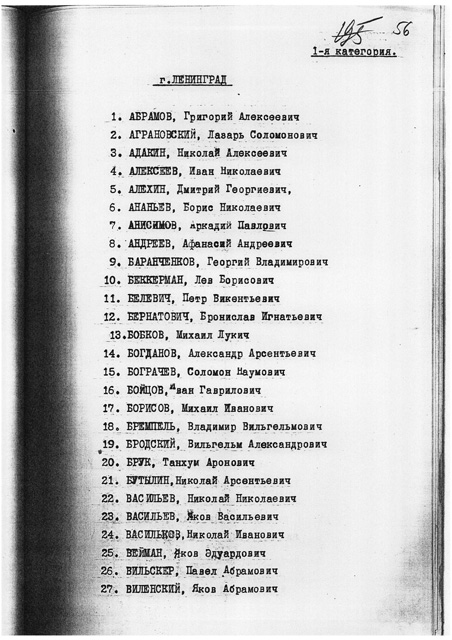 195 56
1-я категория.
г.ЛЕНИНГРАД
1. АБРАМОВ, Григорий Алексеевич
2. АГРАНОВСКИЙ, Лазарь Соломонович
3. АДАКИН, Николай Алексеевич
4. АЛЕКСЕЕВ, Иван Николаевич
5. АЛЕХИН, Дмитрий Георгиевич,
6. АНАНЬЕВ, Борис Николаевич
7. АНИСИМОВ, Аркадий Павлович
8. АНДРЕЕВ, Афанасий Андреевич
9. БАРАНЧЕНКОВ, Георгий Владимирович
10. БЕККЕРМАН, Лев Борисович
11. БЕЛЕВИЧ, Петр Викентьевич
12. БЕРНАТОВИЧ, Бронислав Игнатьевич
13.БОБКОВ, Михаил Лукич
14. БОГДАНОВ, Александр Арсентьевич
15. БОГРАЧЕВ, Соломон Наумович
16. БОЙЦОВ, Иван Гаврилович
17. БОРИСОВ, Михаил Иванович
18. БРЕМПЕЛЬ, Владимир Вильгельмович
19. БРОДСКИЙ, Вильгельм Александрович
20. БРУК, Танхум Аронович
21. БУТЫЛИН,Николай Арсентьевич
22. ВАСИЛЬЕВ, Николай Николаевич
23. ВАСИЛЬЕВ, Яков Васильевич
24. ВАСИЛЬКОВ,Николай Иванович
25. ВЕЙМАН, Яков Эдуардович
26. ВИЛЬСКЕР, Павел Абрамович
27. ВИЛЕНСКИЙ, Яков Абрамович